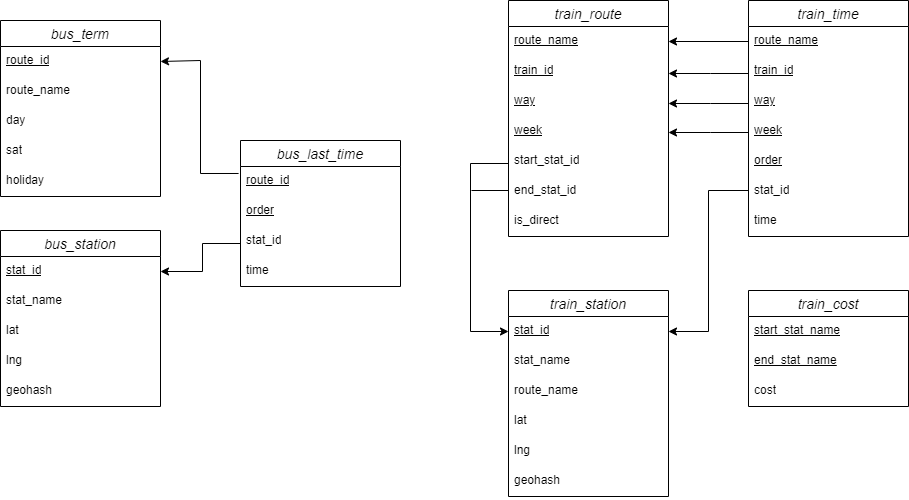 bus_term
route_id
route_name
day
sat
holiday
bus_station
stat_id
stat_name
lat
lng
geohash
bus_last_time
route_id
order
stat_id
time
train_route
route_name
train_id
way
week
start_stat_id
end_stat_id
is_direct
train_station
stat_id
stat_name
route_name
lat
lng
geohash
train_time
route_name
train_id
way
week
order
stat_id
time
train_cost
start_stat_name
end_stat_name
cost